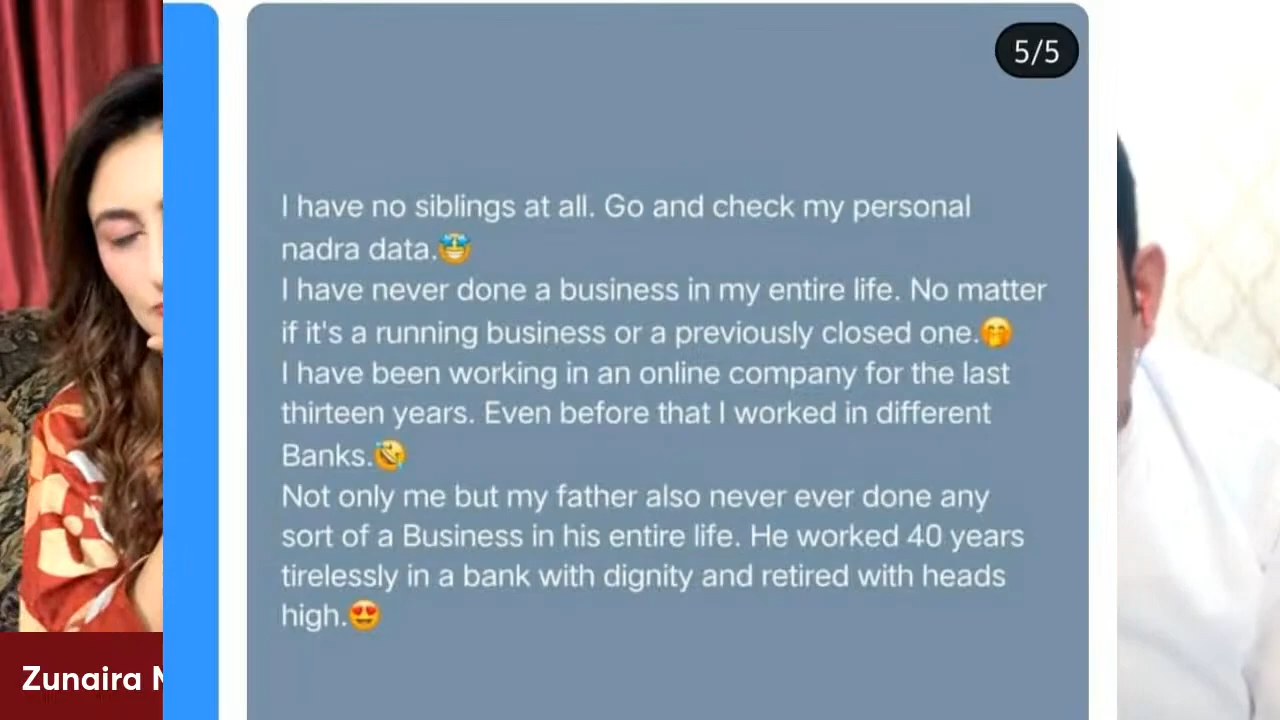 5/5
I have no siblings at all. Go and check my personal
nadra data.🤩
I have never done a business in my entire life. No matter
if it's a running business or a previously closed one.🤭
I have been working in an online company for the last
thirteen years. Even before that I worked in different
Banks.🤣
Not only me but my father also never ever done any
sort of a Business in his entire life. He worked 40 years
tirelessly in a bank with dignity and retired with heads
high.😍
Zunaira